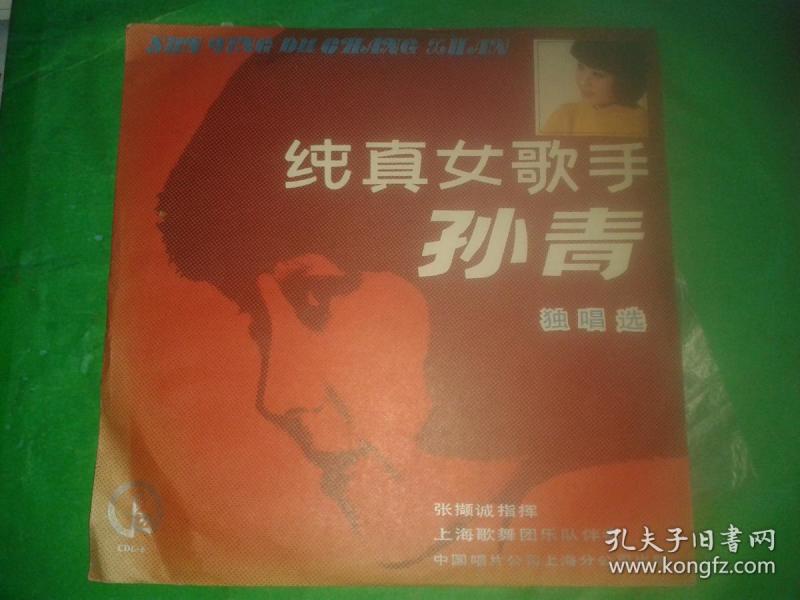 SUN QING DU CHANG XUAN
纯真女歌手
孙青
独唱选
张撷诚指挥
上海歌舞团乐队伴
中国唱片公司上海分
孔夫子旧书网
www.kongfz.com